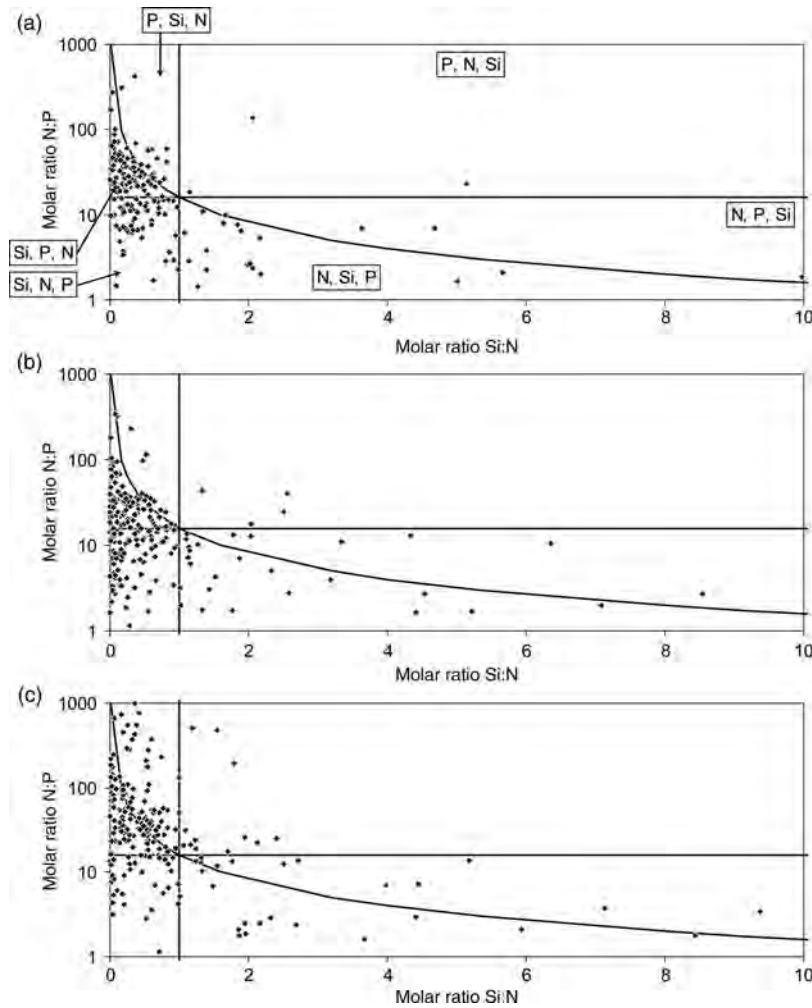 (a)
P, Si, N
1000
P, N, Si
100
Molar ratio N:P
10
N, P, Si
Si, P, N
Si, N, P
N, Si, P
1
0 2 4 6 8 10
Molar ratio Si:N
(b)
1000
100
Molar ratio N:P
10
1
0 2 4 6 8 10
Molar ratio Si:N
(c)
1000
100
Molar ratio N:P
10
1
0 2 4 6 8 10
Molar ratio Si:N